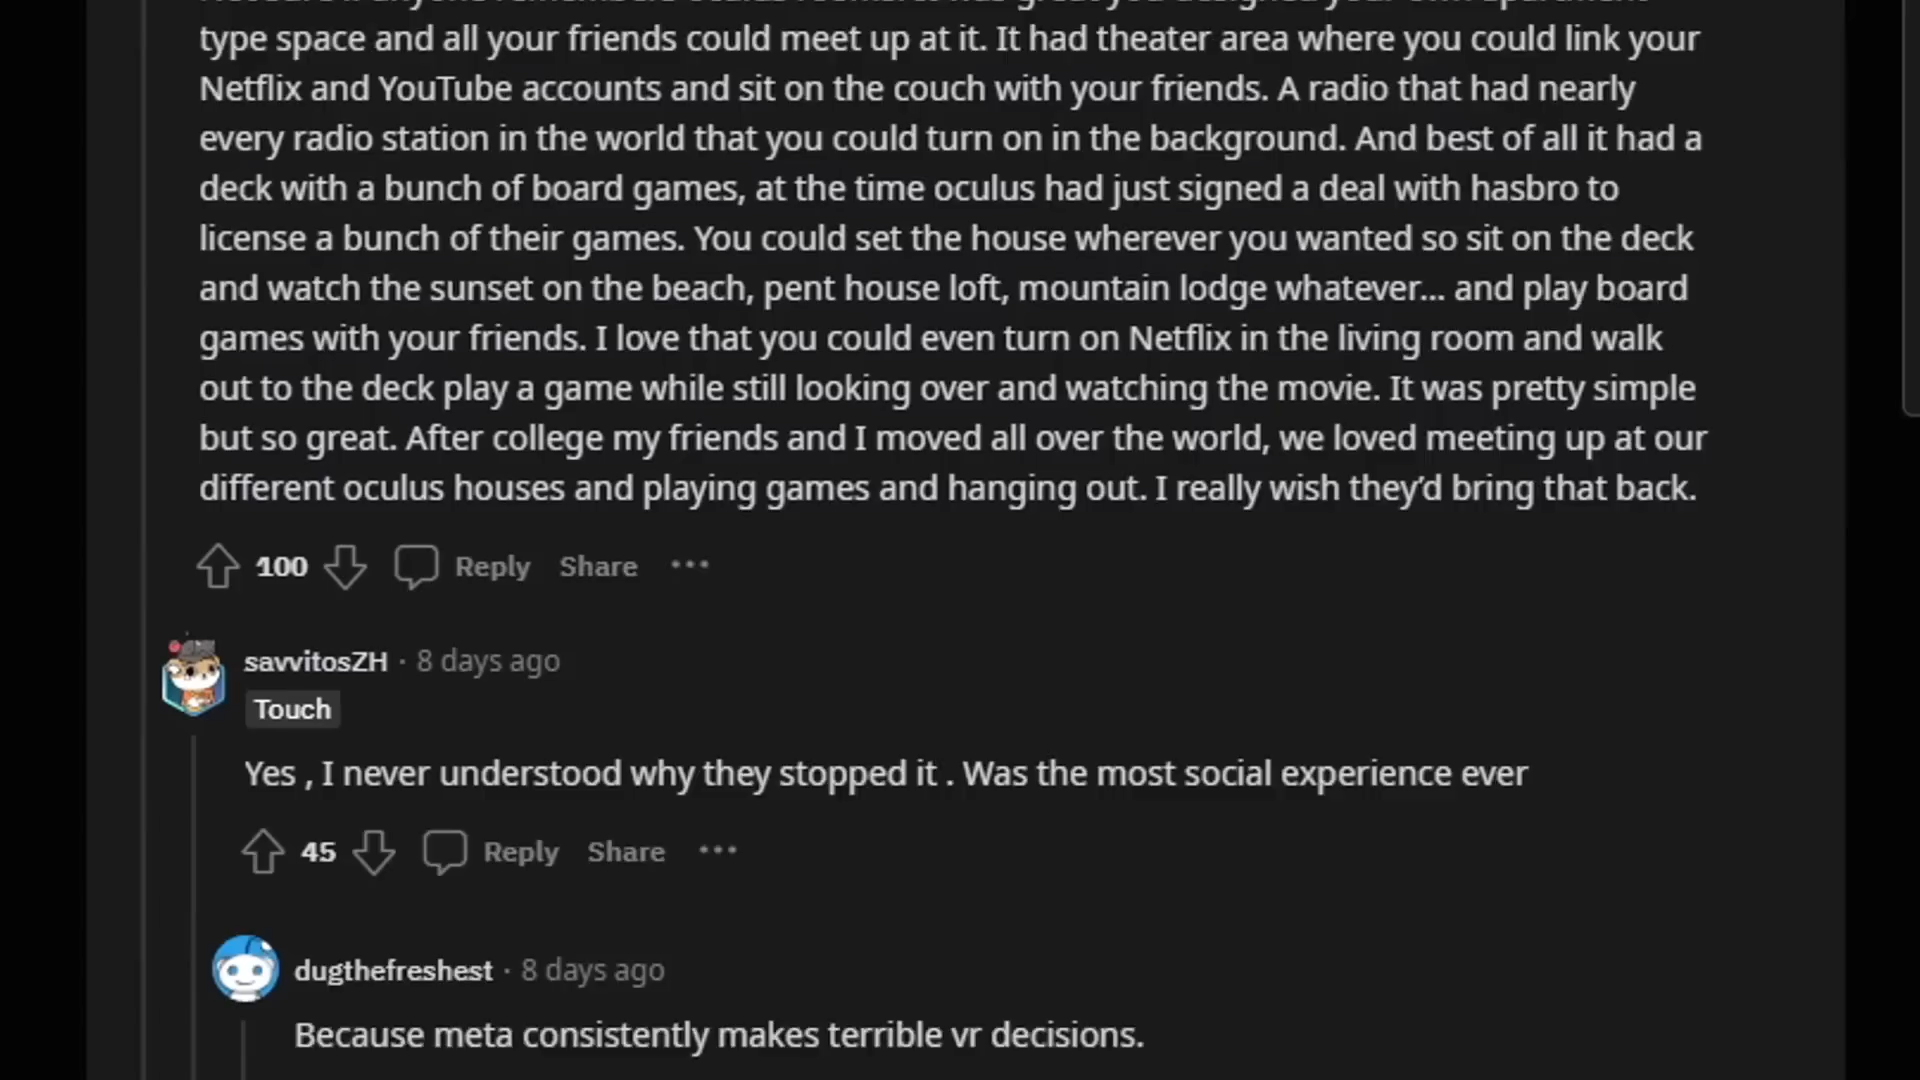 type space and all your friends could meet up at it. It had theater area where you could link your
Netflix and YouTube accounts and sit on the couch with your friends. A radio that had nearly
every radio station in the world that you could turn on in the background. And best of all it had a
deck with a bunch of board games, at the time oculus had just signed a deal with hasbro to
license a bunch of their games. You could set the house wherever you wanted so sit on the deck
and watch the sunset on the beach, pent house loft, mountain lodge whatever... and play board
games with your friends. I love that you could even turn on Netflix in the living room and walk
out to the deck play a game while still looking over and watching the movie. It was pretty simple
but so great. After college my friends and I moved all over the world, we loved meeting up at our
different oculus houses and playing games and hanging out. I really wish they’d bring that back.
100 Reply Share ···
savvitosZH · 8 days ago
Touch
Yes , I never understood why they stopped it . Was the most social experience ever
45 Reply Share ···
dugthefreshest · 8 days ago
Because meta consistently makes terrible vr decisions.